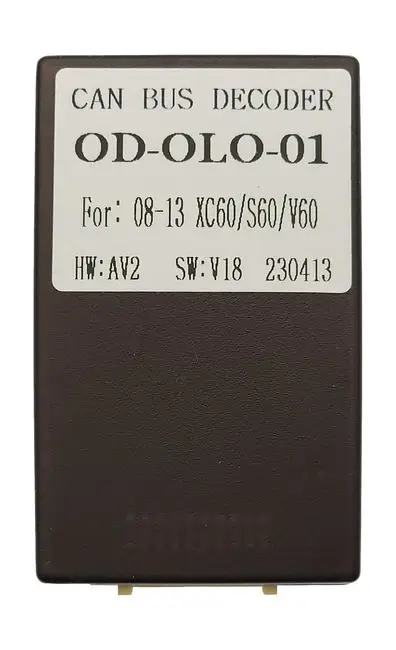 CAN BUS DECODER
OD-OLO-01
For: 08-13 XC60/S60/V60
HW:AV2 SW:V18 230413